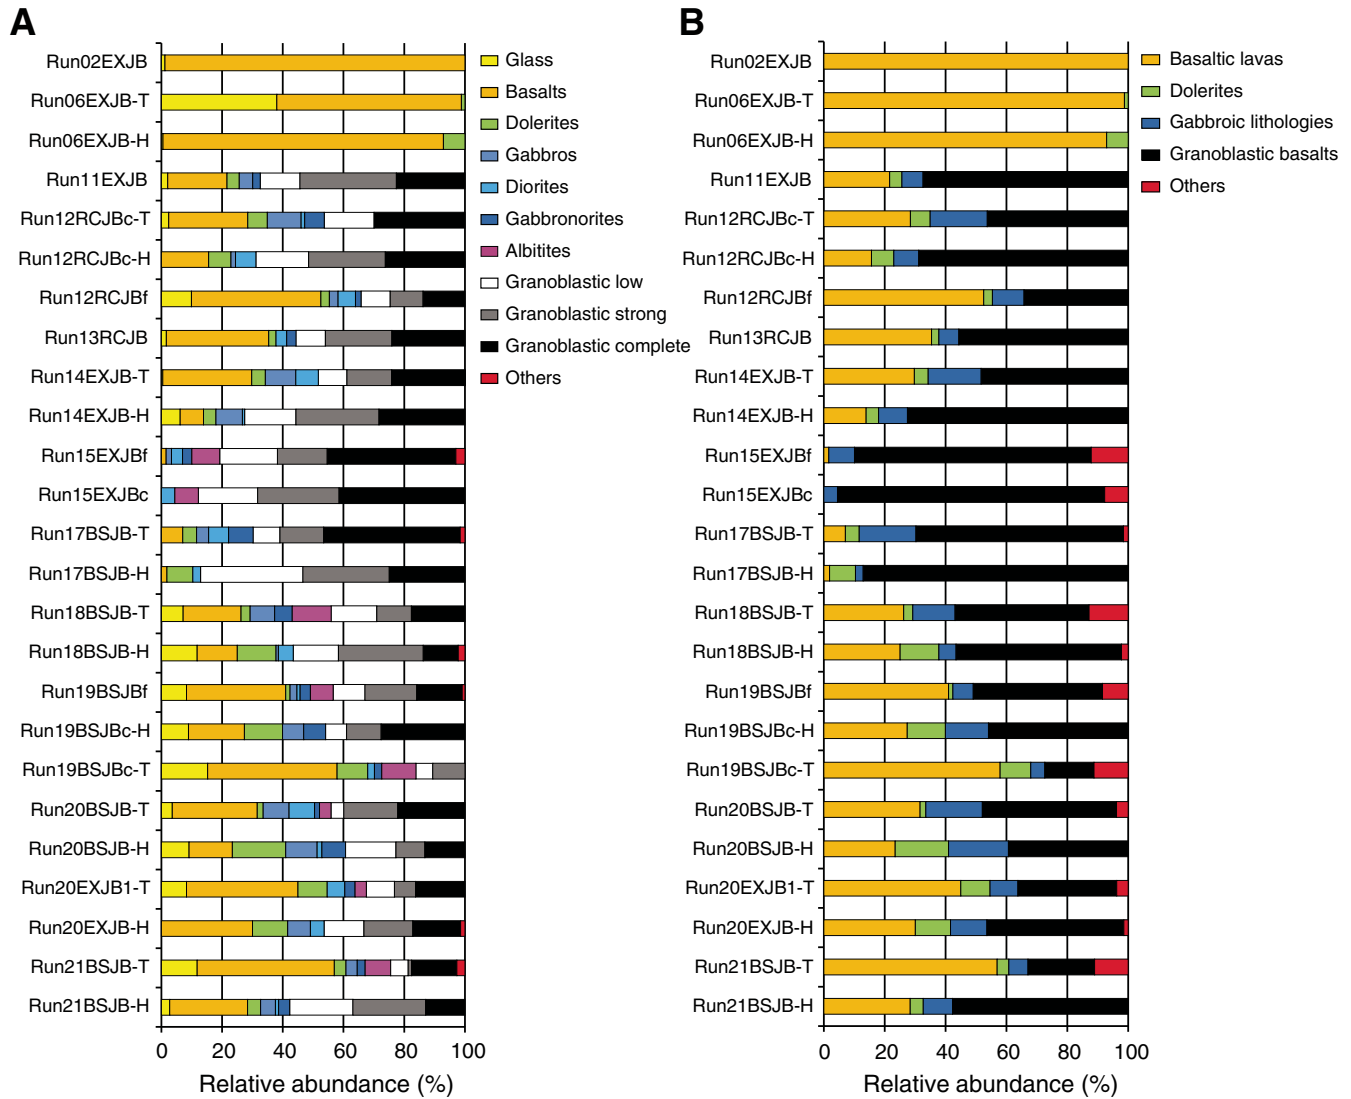 A
Run02EXJB
Run06EXJB-T
Run06EXJB-H
Run11EXJB
Run12RCJBc-T
Run12RCJBc-H
Run12RCJBf
Run13RCJB
Run14EXJB-T
Run14EXJB-H
Run15EXJBf
Run15EXJBc
Run17BSJB-T
Run17BSJB-H
Run18BSJB-T
Run18BSJB-H
Run19BSJBf
Run19BSJBc-H
Run19BSJBc-T
Run20BSJB-T
Run20BSJB-H
Run20EXJB1-T
Run20EXJB-H
Run21BSJB-T
Run21BSJB-H
0 20 40 60 80 100
Relative abundance (%)
Glass
Basalts
Dolerites
Gabbros
Diorites
Gabbronorites
Albitites
Granoblastic low
Granoblastic strong
Granoblastic complete
Others
B
Run02EXJB
Run06EXJB-T
Run06EXJB-H
Run11EXJB
Run12RCJBc-T
Run12RCJBc-H
Run12RCJBf
Run13RCJB
Run14EXJB-T
Run14EXJB-H
Run15EXJBf
Run15EXJBc
Run17BSJB-T
Run17BSJB-H
Run18BSJB-T
Run18BSJB-H
Run19BSJBf
Run19BSJBc-H
Run19BSJBc-T
Run20BSJB-T
Run20BSJB-H
Run20EXJB1-T
Run20EXJB-H
Run21BSJB-T
Run21BSJB-H
0 20 40 60 80 100
Relative abundance (%)
Basaltic lavas
Dolerites
Gabbroic lithologies
Granoblastic basalts
Others